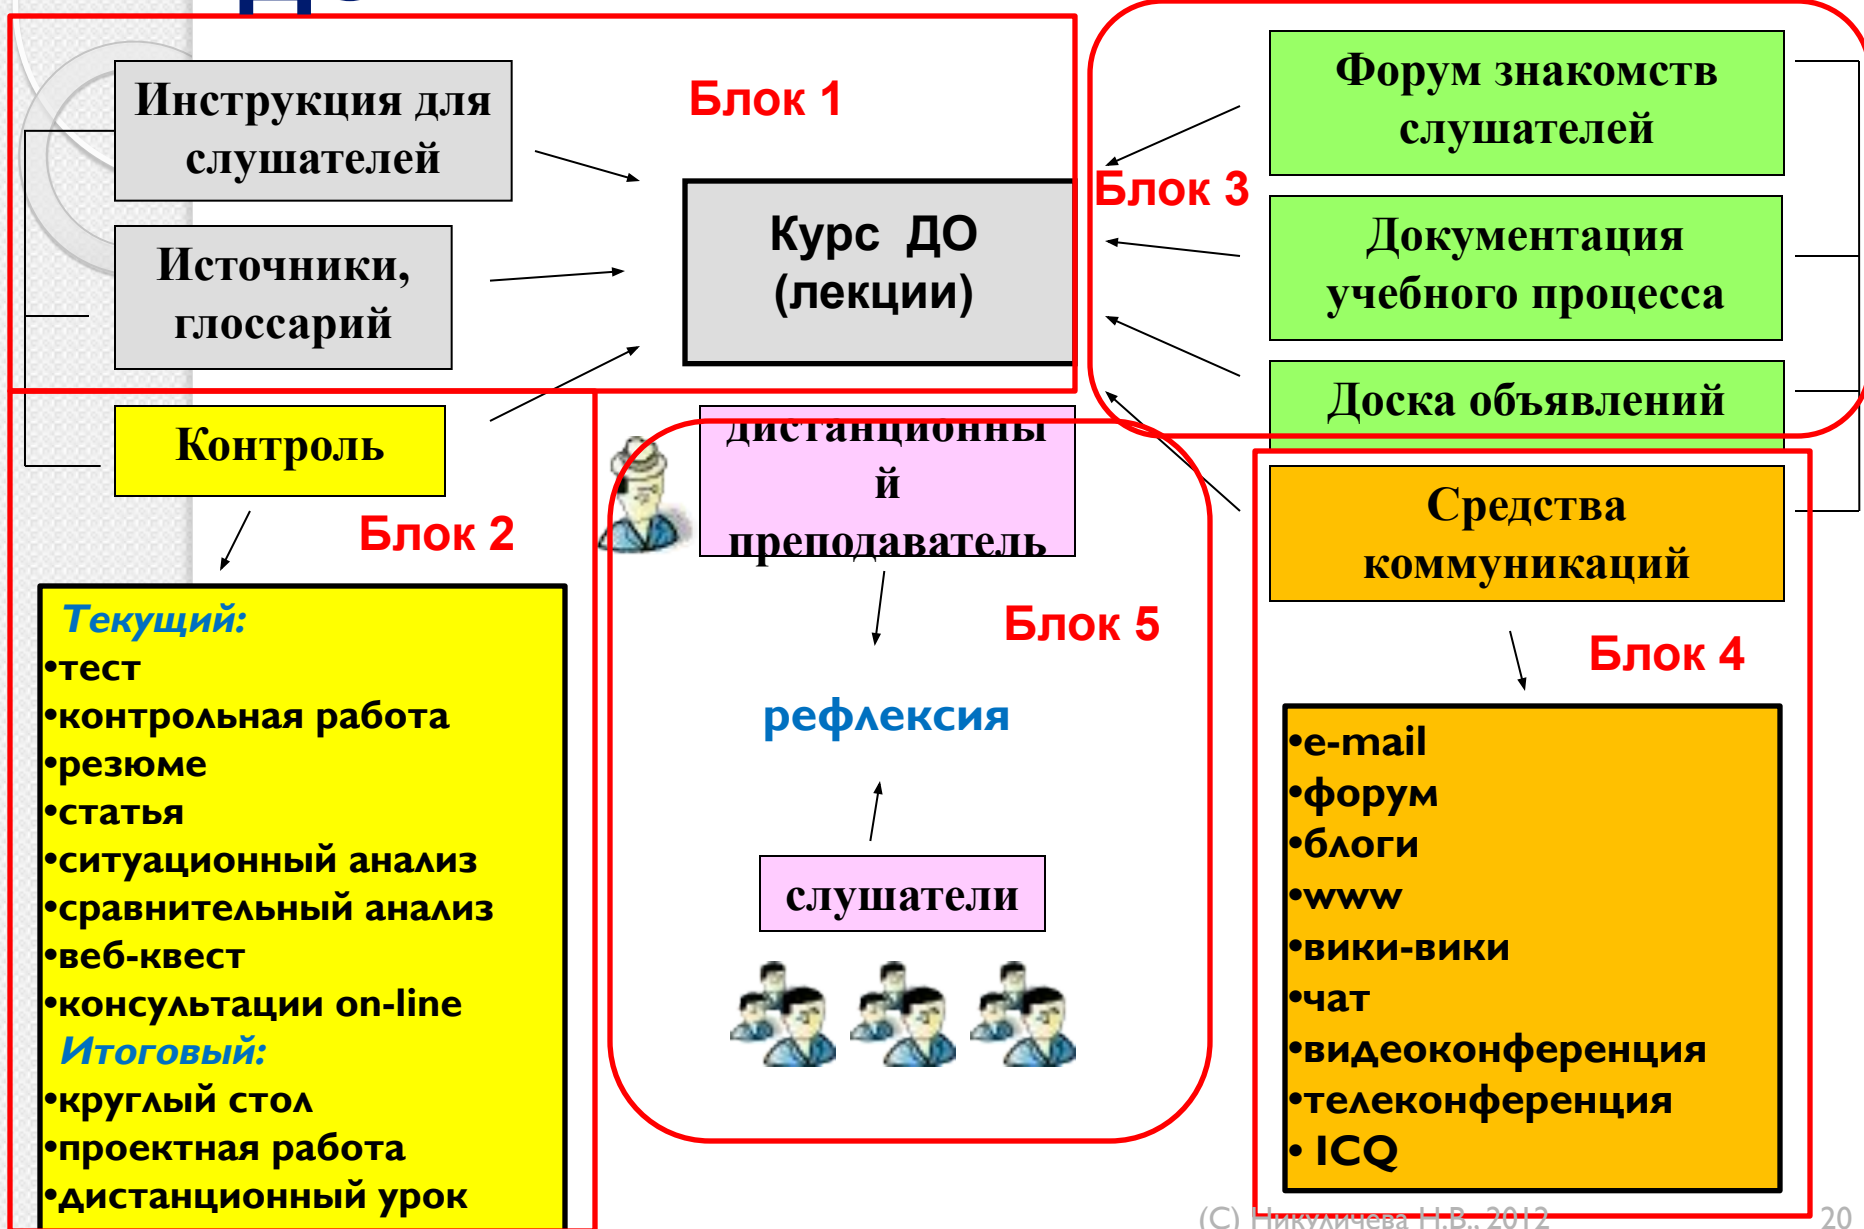 Блок 1
Инструкция для
слушателей
Источники,
глоссарий
Курс ДО
(лекции)
Блок 3
Форум знакомств
слушателей
Документация
учебного процесса
Доска объявлений
Контроль
Блок 2
Текущий:
•тест
•контрольная работа
•резюме
•статья
•ситуационный анализ
•сравнительный анализ
•веб-квест
•консультации on-line
Итоговый:
•круглый стол
•проектная работа
•дистанционный урок
дистанционны
й
преподаватель
Блок 5
рефлексия
слушатели
Средства
коммуникаций
Блок 4
•e-mail
•форум
•блоги
•www
•вики-вики
•чат
•видеоконференция
•телеконференция
• ICQ
(C) Никуличева Н.В., 2012
20